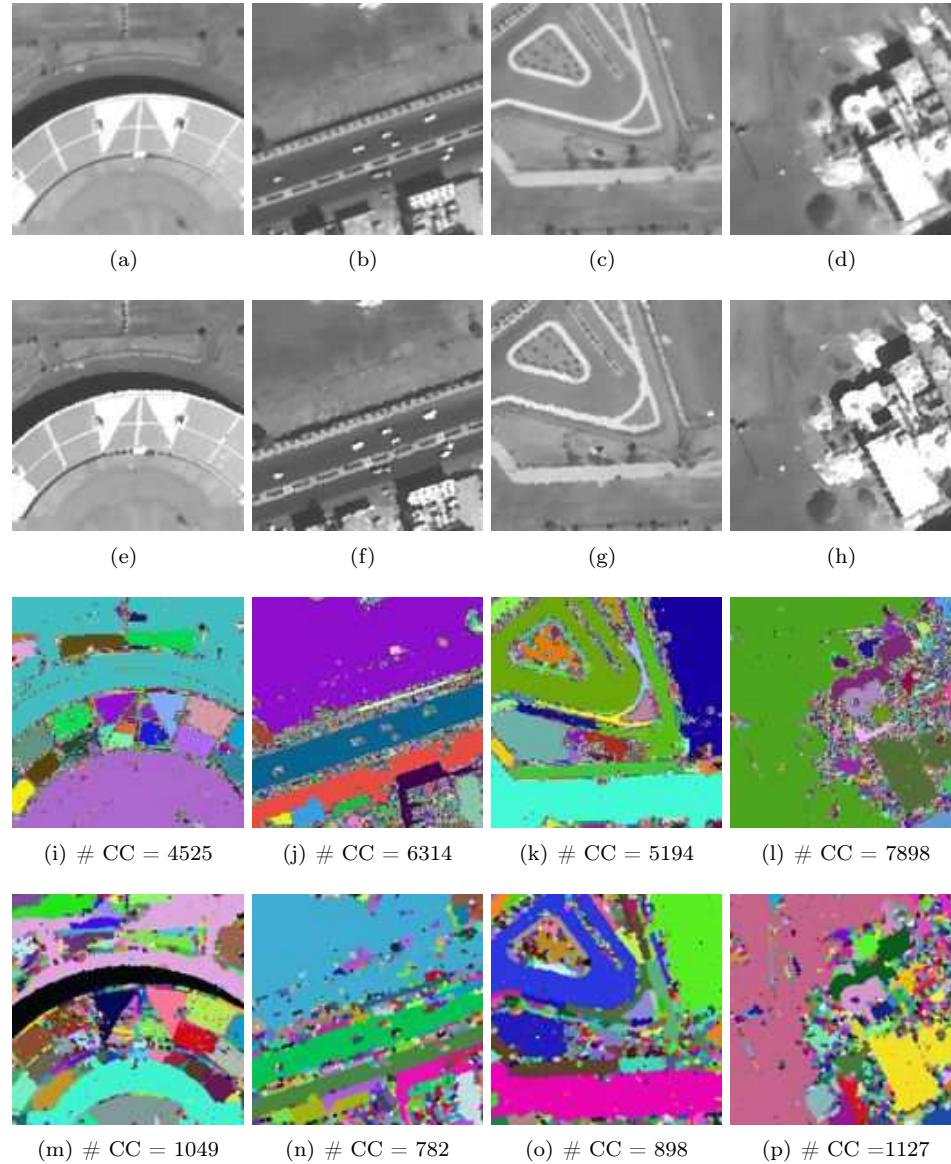 (a) (b) (c) (d)
(e) (f) (g) (h)
(i) # CC = 4525 (j) # CC = 6314 (k) # CC = 5194 (l) # CC = 7898
(m) # CC = 1049 (n) # CC = 782 (o) # CC = 898 (p) # CC =1127